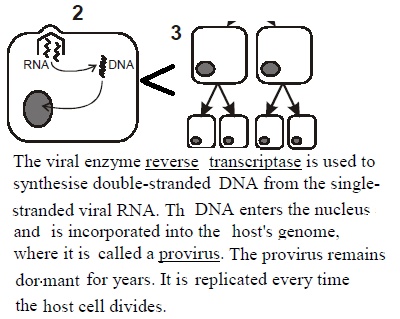 2
3
RNA DNA
The viral enzyme reverse transcriptase is used to
synthesise double-stranded DNA from the single-
stranded viral RNA. Th DNA enters the nucleus
and is incorporated into the host's genome,
where it is called a provirus. The provirus remains
dor·mant for years. It is replicated every time
the host cell divides.